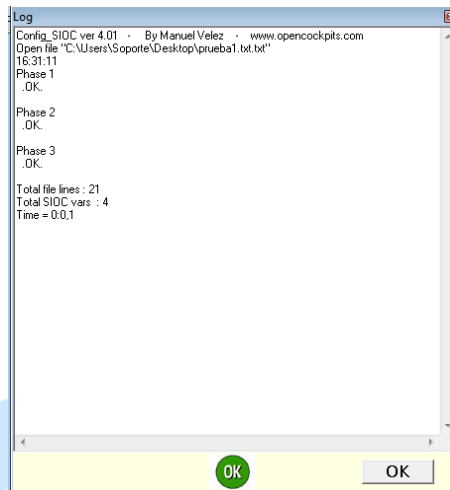 Log
Config_SIOC ver 4.01 - By Manuel Velez - www.opencockpits.com
Open file "C:\Users\Soporte\Desktop\prueba1.txt.txt"
16:31:11
Phase 1
.OK.
Phase 2
.OK.
Phase 3
.OK.
Total file lines : 21
Total SIOC vars : 4
Time = 0:0,1
OK
OK